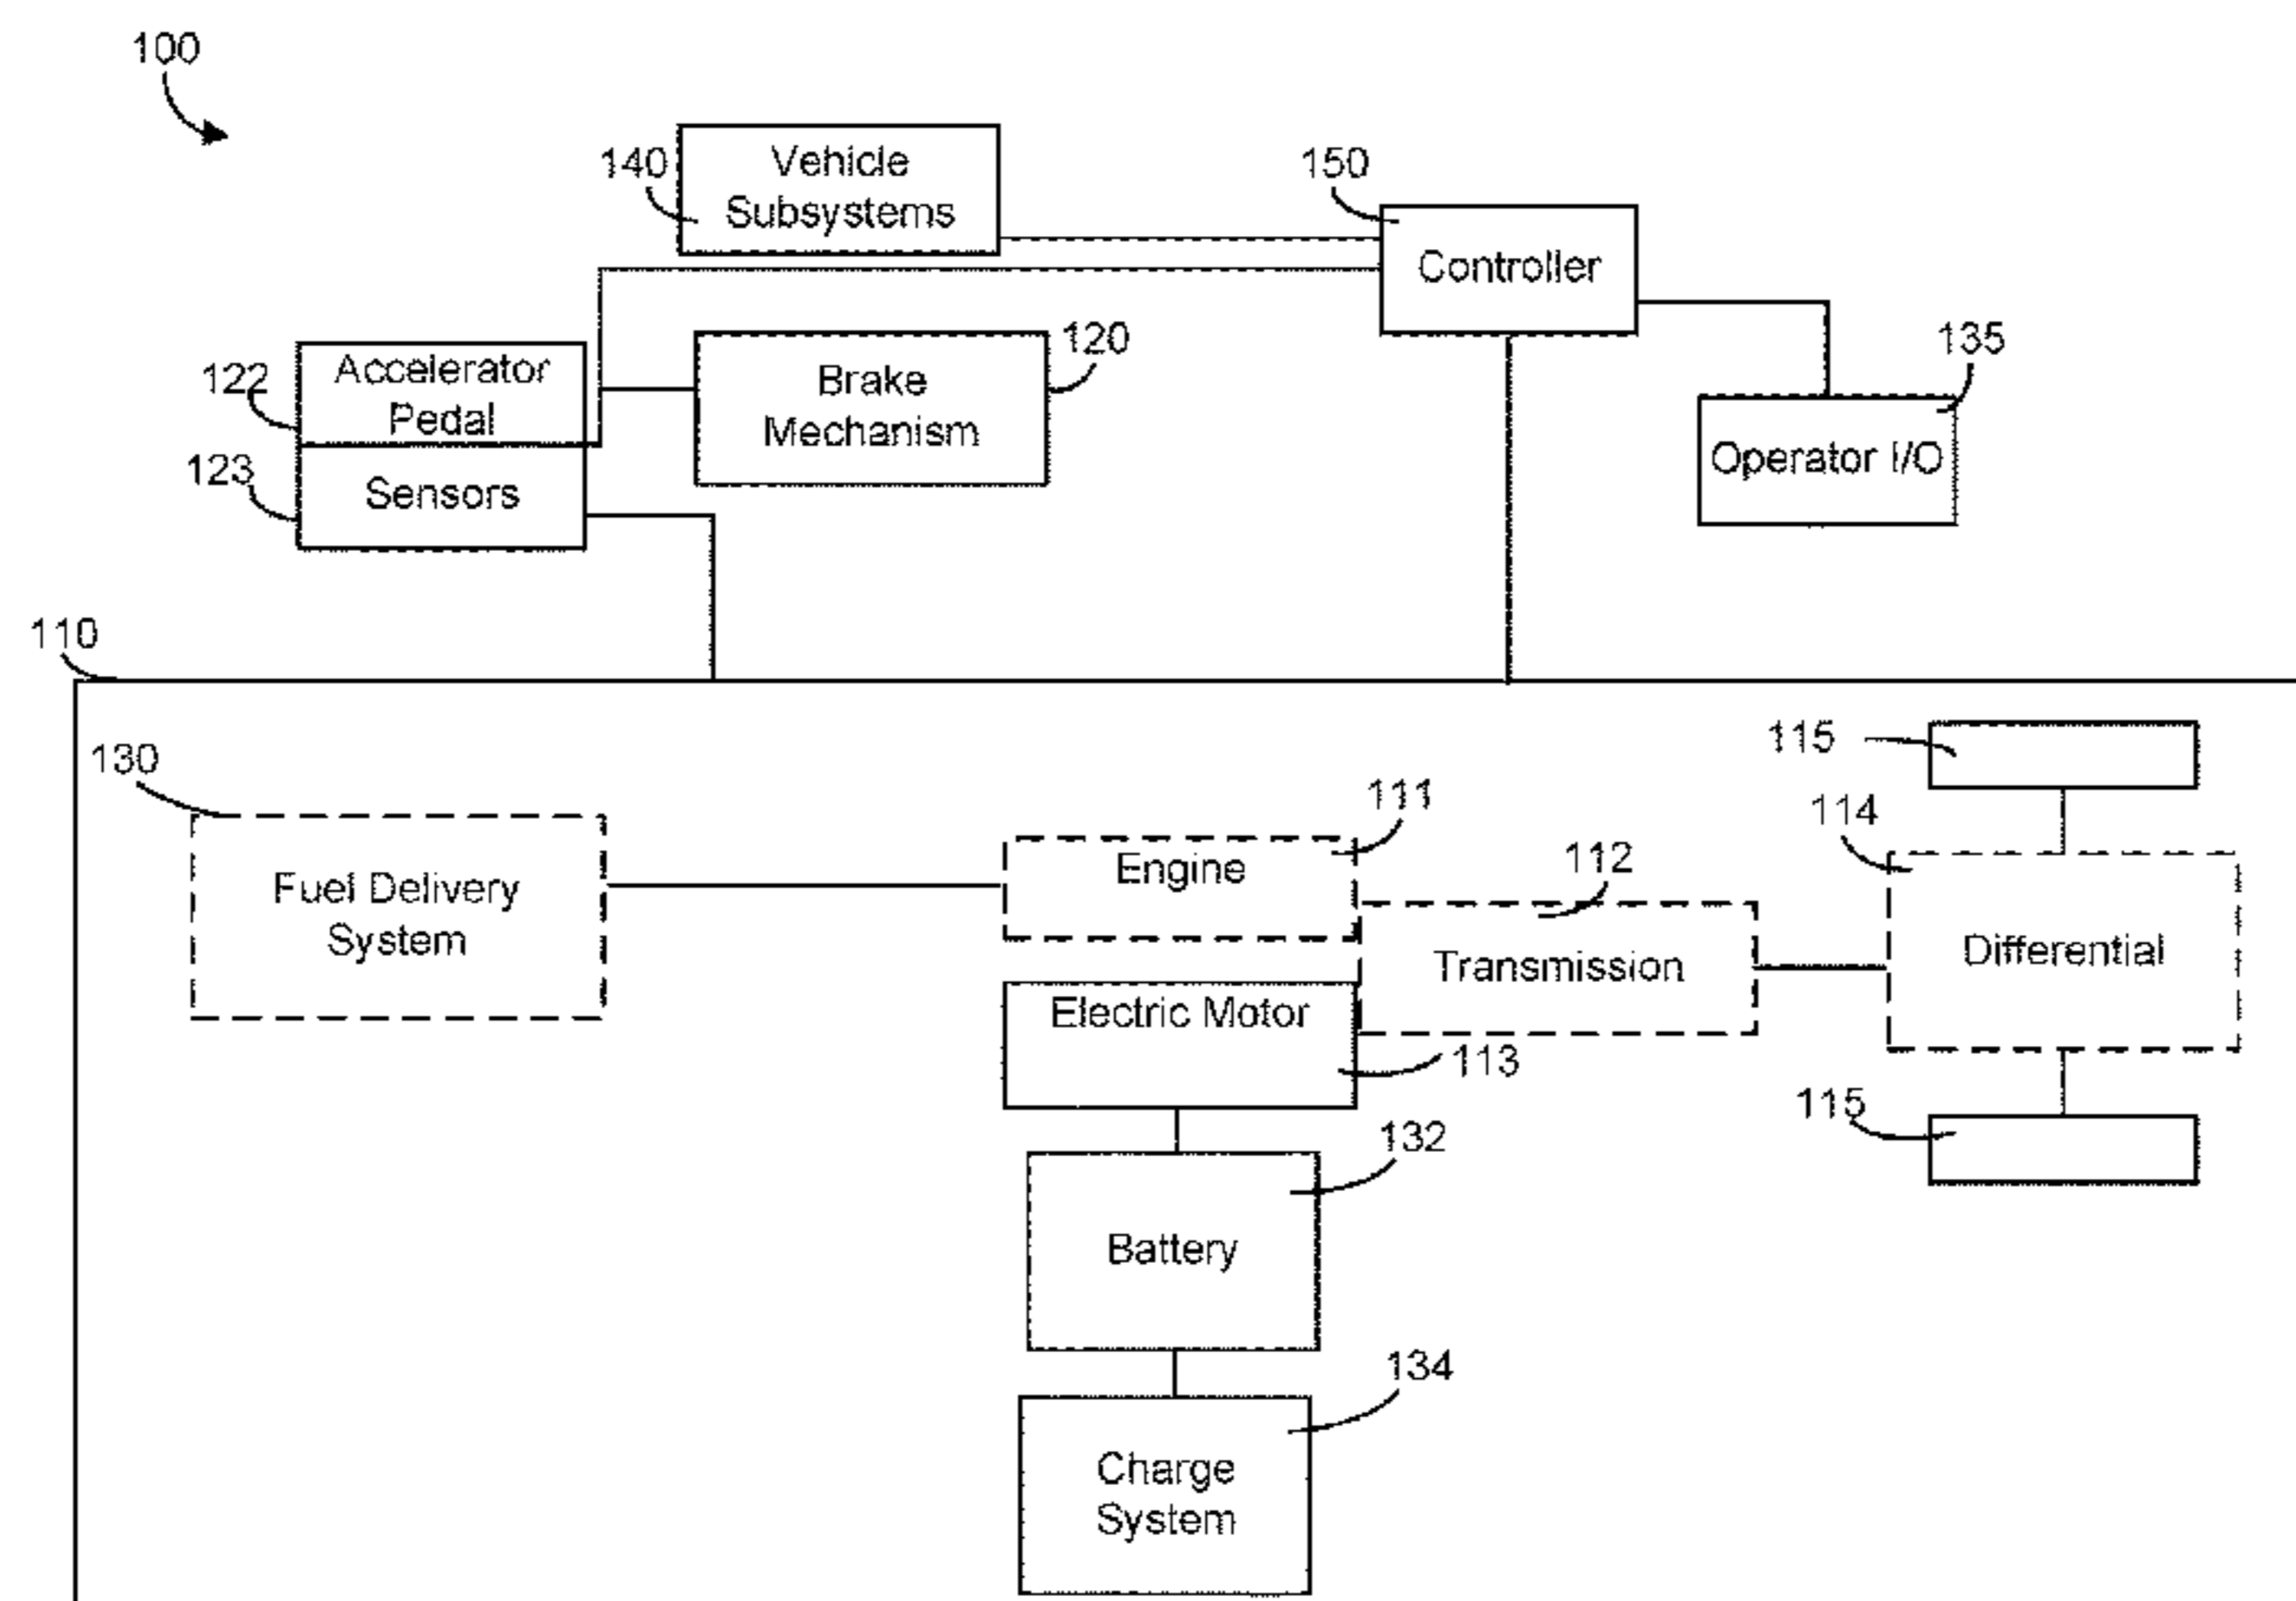 100
140
Vehicle
Subsystems
150
Controller
122
Accelerator
Pedal
120
Brake
Mechanism
135
Operator I/O
123
Sensors
110
130
Fuel Delivery
System
111
Engine
112
Transmission
115
114
Differential
Electric Motor
113
115
132
Battery
134
Charge
System